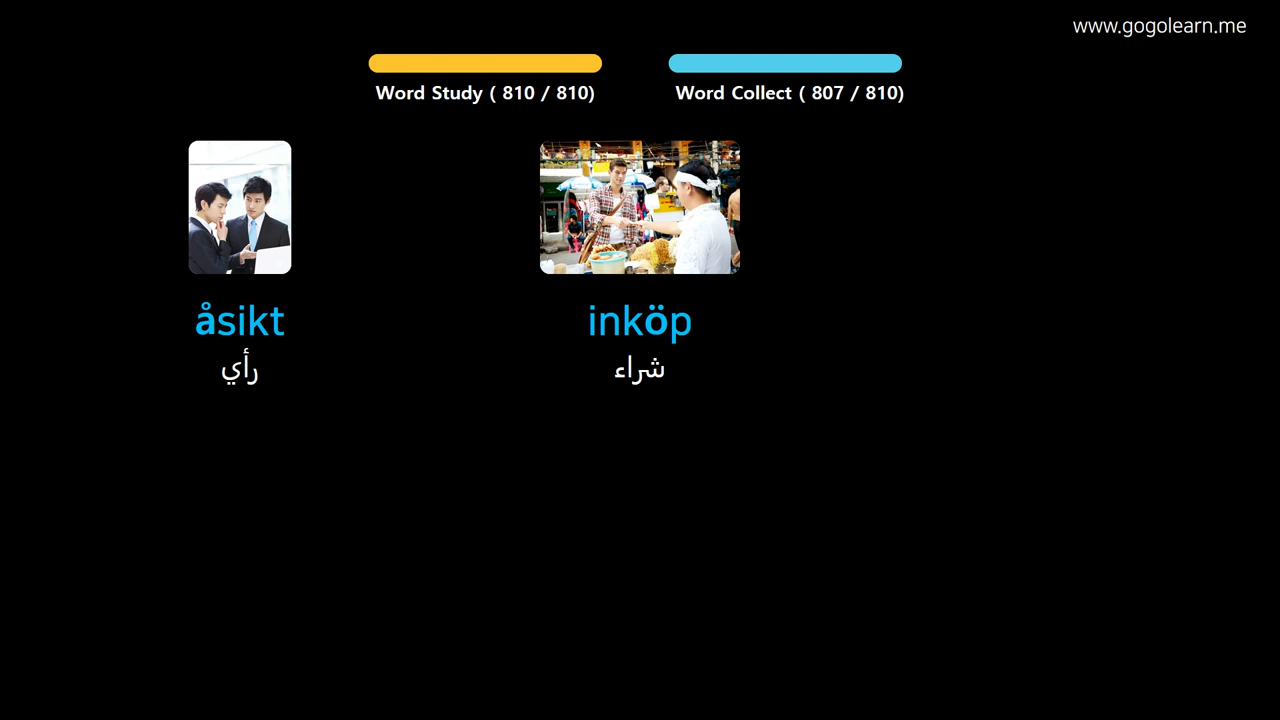 www.gogolearn.me
Word Study ( 810 / 810)
Word Collect ( 807 / 810)
åsikt
رأي
inköp
شراء